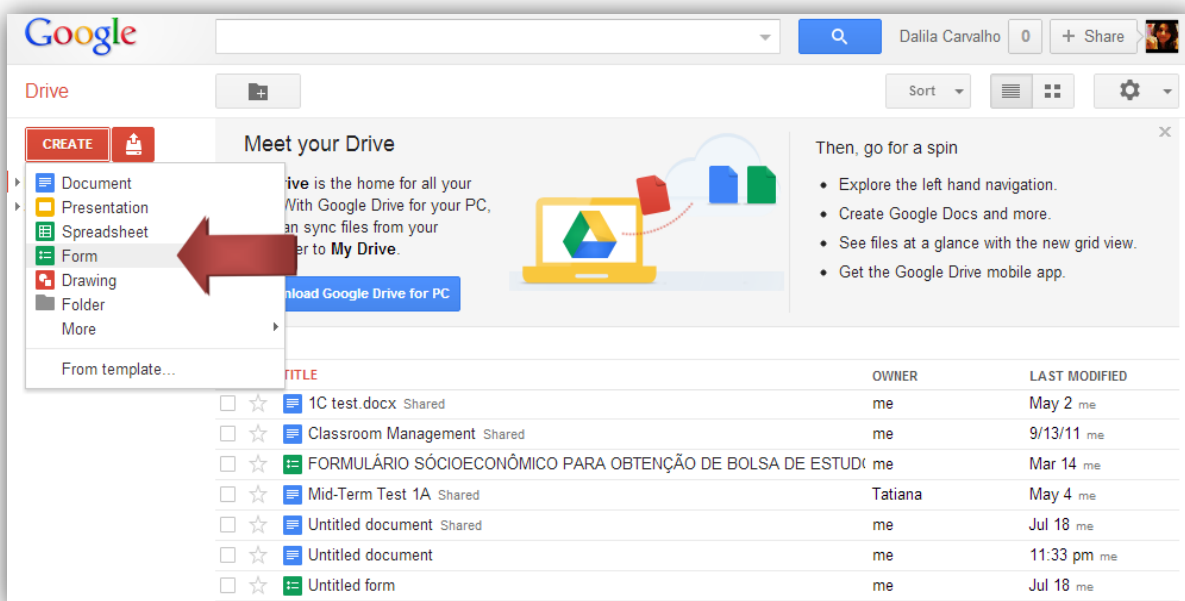 Google
Dalila Carvalho 0 + Share
Drive
Sort
CREATE
Document
Presentation
Spreadsheet
Form
Drawing
Folder
More
From template...
Meet your Drive
rive is the home for all your
With Google Drive for your PC,
an sync files from your
er to My Drive.
nload Google Drive for PC
Then, go for a spin
Explore the left hand navigation.
Create Google Docs and more.
See files at a glance with the new grid view.
Get the Google Drive mobile app.
TITLE OWNER LAST MODIFIED
1C test.docx Shared me May 2 me
Classroom Management Shared me 9/13/11 me
FORMULÁRIO SÓCIOECONÔMICO PARA OBTENÇÃO DE BOLSA DE ESTUD me Mar 14 me
Mid-Term Test 1A Shared Tatiana May 4 me
Untitled document Shared me Jul 18 me
Untitled document me 11:33 pm me
Untitled form me Jul 18 me